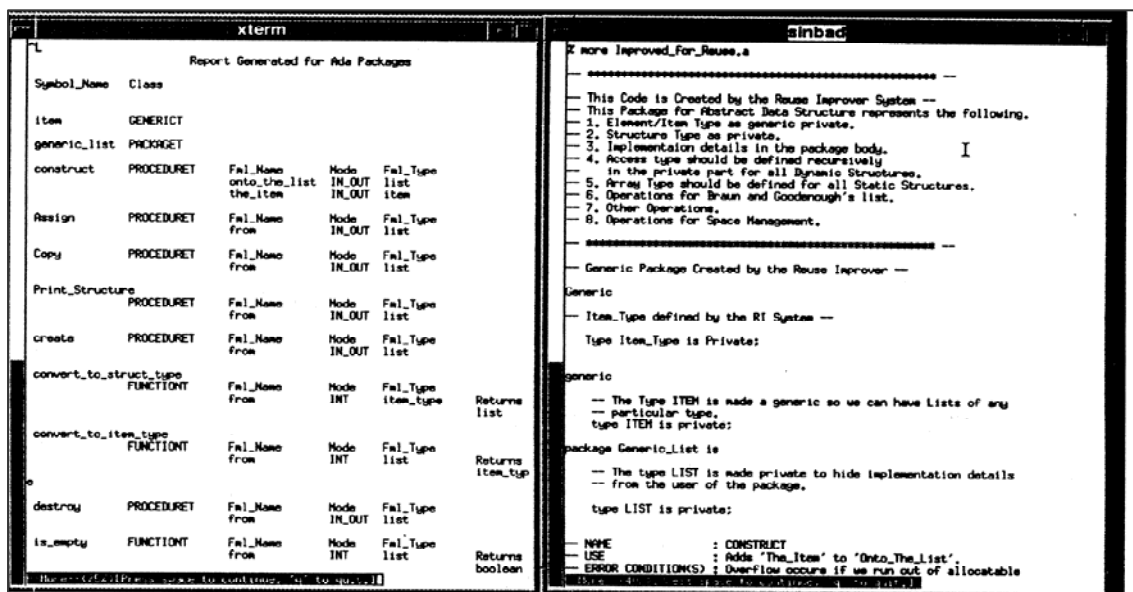 xterm
^L
Report Generated for Ada Packages
Symbol_Name Class
item GENERICT
generic_list PACKAGET
construct PROCEDURET Fml_Name Mode Fml_Type
onto_the_list IN_OUT list
the_item IN_OUT item
Assign PROCEDURET Fml_Name Mode Fml_Type
from IN_OUT list
Copy PROCEDURET Fml_Name Mode Fml_Type
from IN_OUT list
Print_Structure
PROCEDURET Fml_Name Mode Fml_Type
from IN_OUT list
create PROCEDURET Fml_Name Mode Fml_Type
from IN_OUT list
convert_to_struct_type
FUNCTIONT Fml_Name Mode Fml_Type
from INT item_type Returns
list
convert_to_item_type
FUNCTIONT Fml_Name Mode Fml_Type
from INT list Returns
item_typ
e
destroy PROCEDURET Fml_Name Mode Fml_Type
from IN_OUT list
is_empty FUNCTIONT Fml_Name Mode Fml_Type
from INT list Returns
boolean
Press space to continue, 'q' to quit.]
sinbad
% more Improved_For_Reuse.a
-- ************************************************** --
-- This Code is Created by the Reuse Improver System --
-- This Package for Abstract Data Structure represents the following.
-- 1. Element/Item Type as generic private.
-- 2. Structure Type as private.
-- 3. Implementaion details in the package body.
-- 4. Access type should be defined recursively
-- in the private part for all Dynamic Structures.
-- 5. Array Type should be defined for all Static Structures.
-- 6. Operations for Braun and Goodenough's list.
-- 7. Other Operations.
-- 8. Operations for Space Management.
-- ************************************************** --
-- Generic Package Created by the Reuse Improver --
Generic
-- Item_Type defined by the RI System --
Type Item_Type is Private;
generic
-- The Type ITEM is made a generic so we can have Lists of any
-- particular type.
type ITEM is private;
package Generic_List is
-- The type LIST is made private to hide implementation details
-- from the user of the package.
type LIST is private;
-- NAME : CONSTRUCT
-- USE : Adds 'The_Item' to 'Onto_The_List'.
-- ERROR CONDITION(S) : Overflow occurs if we run out of allocatable